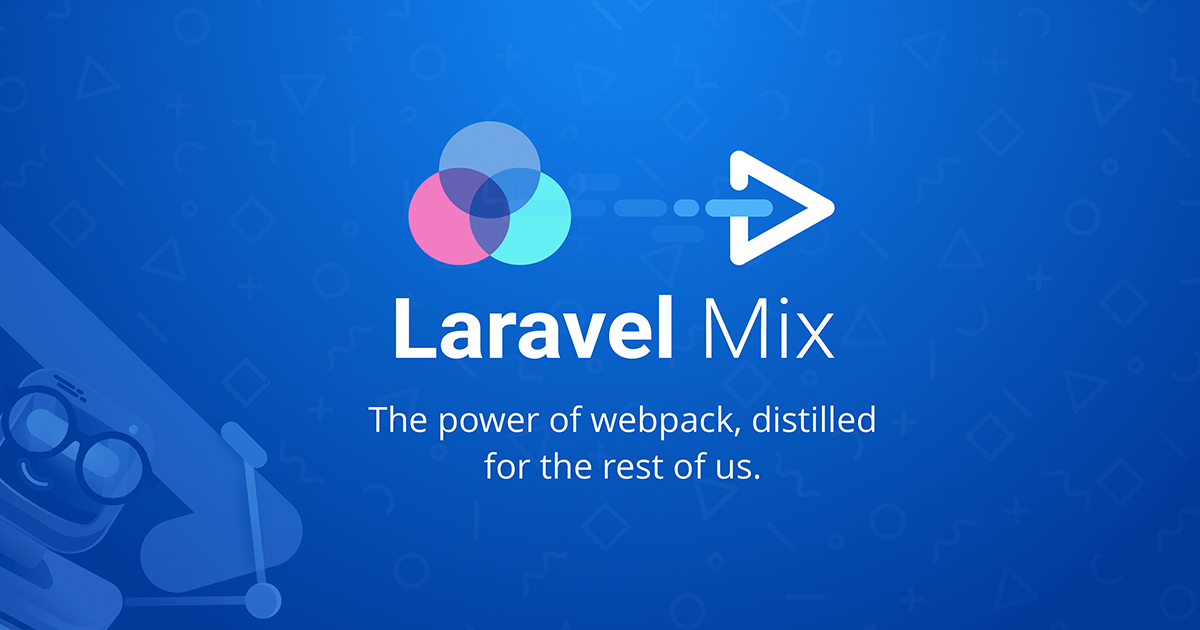 Laravel Mix
The power of webpack, distilled
for the rest of us.